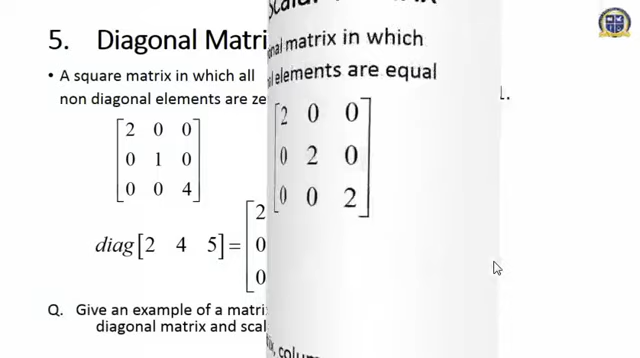 5. Diagonal Matri
• A square matrix in which all
non diagonal elements are ze
2 0 0
0 1 0
0 0 4
diag[2 4 5]=
2
0
0
Q. Give an example of a matri
diagonal matrix and scal
matrix in which
elements are equal
2 0 0
0 2 0
0 0 2